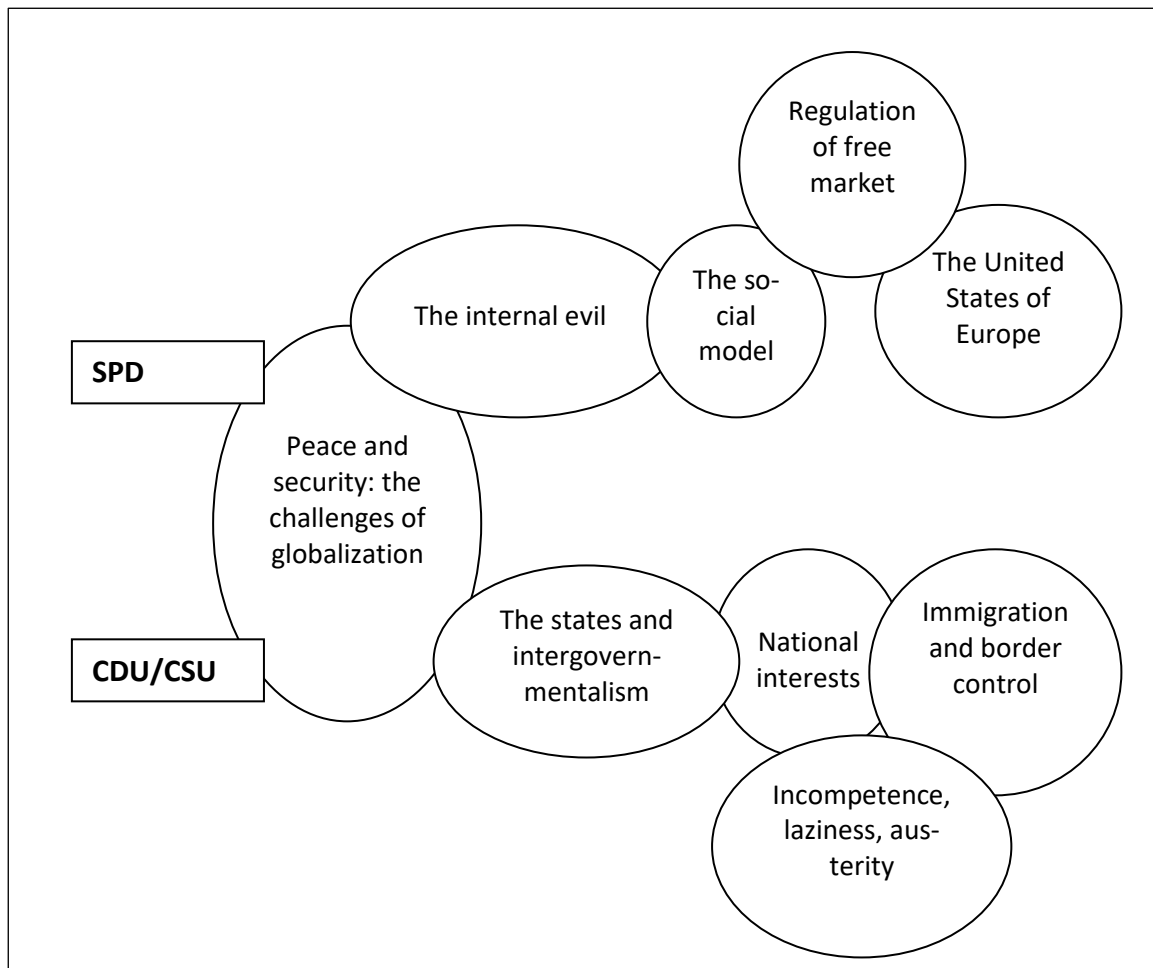 Regulation
of free
market
The United
States of
Europe
The so-
cial
model
The internal evil
SPD
Peace and
security: the
challenges of
globalization
CDU/CSU
The states and
intergovern-
mentalism
National
interests
Immigration
and border
control
Incompetence,
laziness, aus-
terity